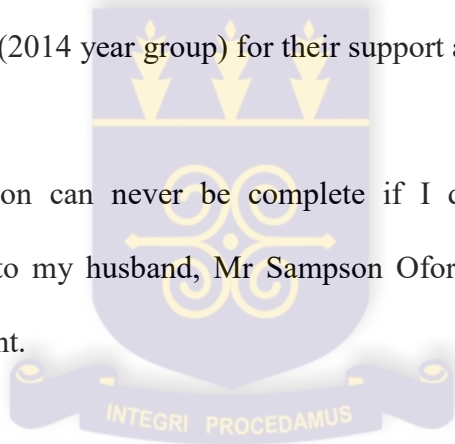 (2014 year group) for their support
on can never be complete if I
to my husband, Mr Sampson Ofor
nt.
INTEGRI PROCEDAMUS